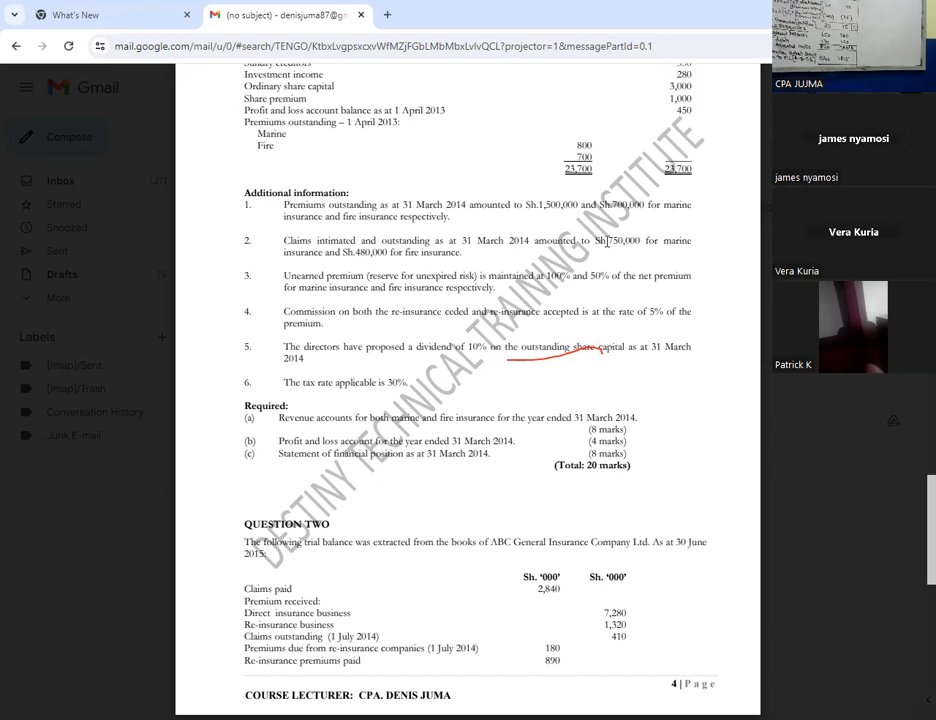 What's New
(no subject) - denisjuma87@gm
mail.google.com/mail/u/0/#search/TENGO/KtbxLvgpsxcxvWfMZjFGbLMbMbxLvlvQCL?projector=1&messagePartId=0.1
Gmail
Compose
Inbox
1,271
Starred
Snoozed
Sent
Drafts
76
More
Labels
[Imap]/Sent
[Imap]/Trash
Conversation History
Junk E-mail
Sundry creditors
Investment income 280
Ordinary share capital 3,000
Share premium 1,000
Profit and loss account balance as at 1 April 2013 450
Premiums outstanding – 1 April 2013:
Marine
Fire 800
700
23,700 23,700
Additional information:
1. Premiums outstanding as at 31 March 2014 amounted to Sh.1,500,000 and Sh.700,000 for marine
insurance and fire insurance respectively.
2. Claims intimated and outstanding as at 31 March 2014 amounted to Sh.750,000 for marine
insurance and Sh.480,000 for fire insurance.
3. Unearned premium (reserve for unexpired risk) is maintained at 100% and 50% of the net premium
for marine insurance and fire insurance respectively.
4. Commission on both the re-insurance ceded and re-insurance accepted is at the rate of 5% of the
premium.
5. The directors have proposed a dividend of 10% on the outstanding share capital as at 31 March
2014
6. The tax rate applicable is 30%.
Required:
(a) Revenue accounts for both marine and fire insurance for the year ended 31 March 2014.
(8 marks)
(b) Profit and loss account for the year ended 31 March 2014. (4 marks)
(c) Statement of financial position as at 31 March 2014. (8 marks)
(Total: 20 marks)
DESTINY TECHNICAL TRAINING INSTITUTE
QUESTION TWO
The following trial balance was extracted from the books of ABC General Insurance Company Ltd. As at 30 June
2015:
Sh. ‘000’ Sh. ‘000’
Claims paid 2,840
Premium received:
Direct insurance business 7,280
Re-insurance business 1,320
Claims outstanding (1 July 2014) 410
Premiums due from re-insurance companies (1 July 2014) 180
Re-insurance premiums paid 890
4 | Page
COURSE LECTURER: CPA. DENIS JUMA
CPA JUJMA
james nyamosi
james nyamosi
Vera Kuria
Vera Kuria
Patrick K